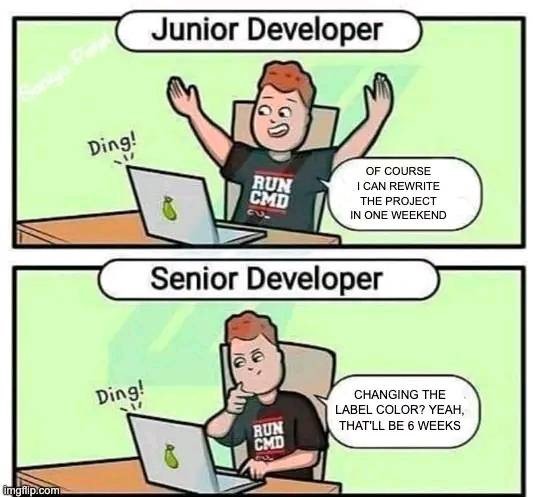 Junior Developer
Ding!
RUN
CMD
OF COURSE
I CAN REWRITE
THE PROJECT
IN ONE WEEKEND
Senior Developer
Ding!
RUN
CMD
CHANGING THE
LABEL COLOR? YEAH,
THAT'LL BE 6 WEEKS
imgflip.com